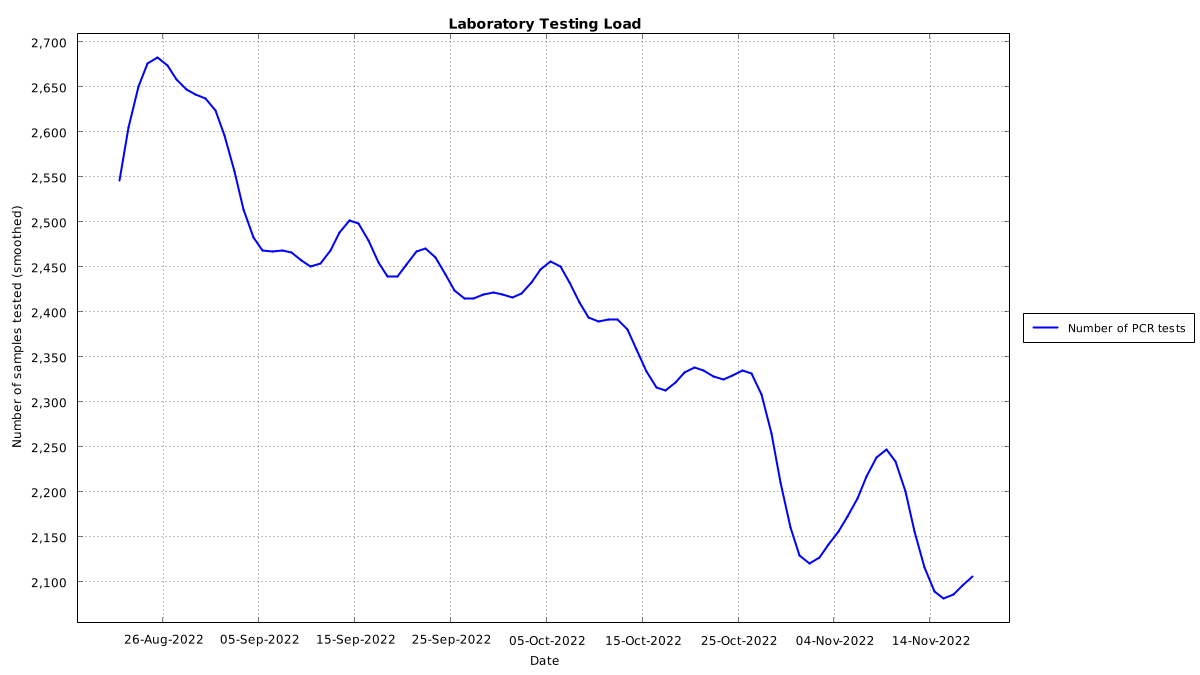 Laboratory Testing Load
Number of samples tested (smoothed)
2,700
2,650
2,600
2,550
2,500
2,450
2,400
2,350
2,300
2,250
2,200
2,150
2,100
26-Aug-2022 05-Sep-2022 15-Sep-2022 25-Sep-2022 05-Oct-2022 15-Oct-2022 25-Oct-2022 04-Nov-2022 14-Nov-2022
Date
Number of PCR tests